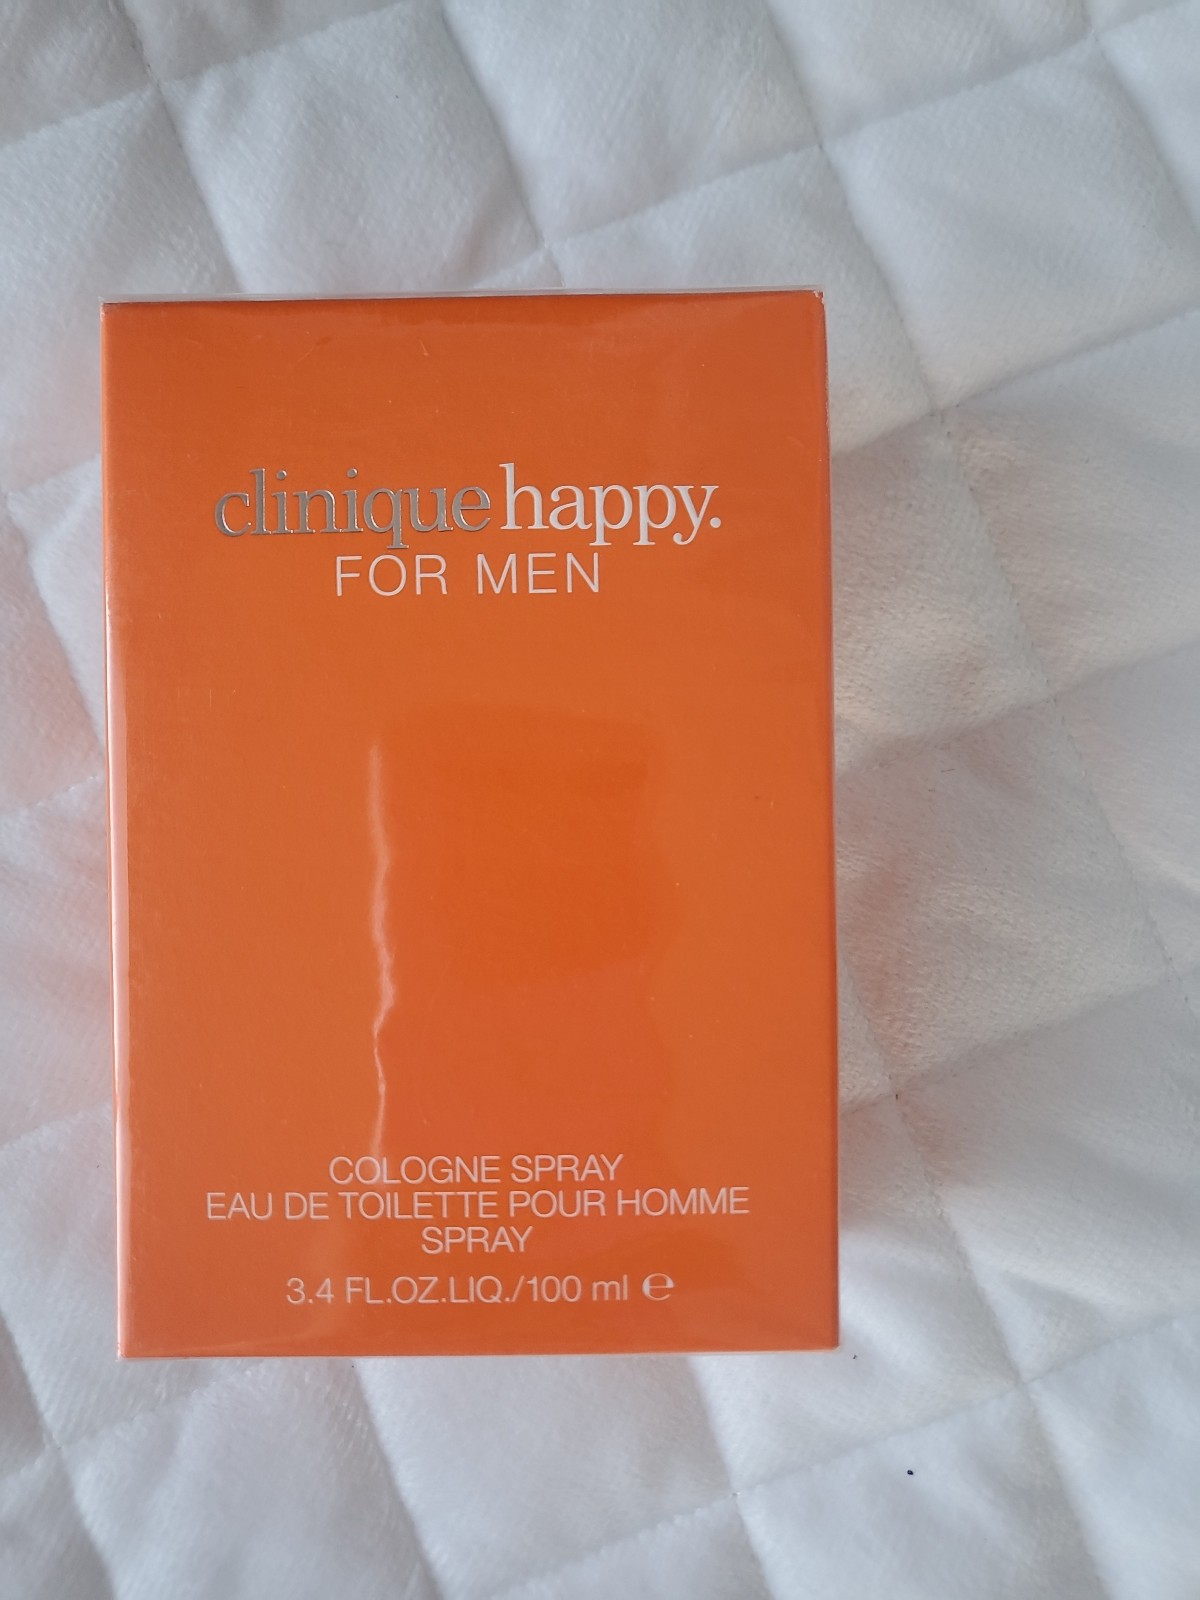 clinique happy.
FOR MEN
COLOGNE SPRAY
EAU DE TOILETTE POUR HOMME
SPRAY
3.4 FL.OZ.LIQ./100 ml ℮